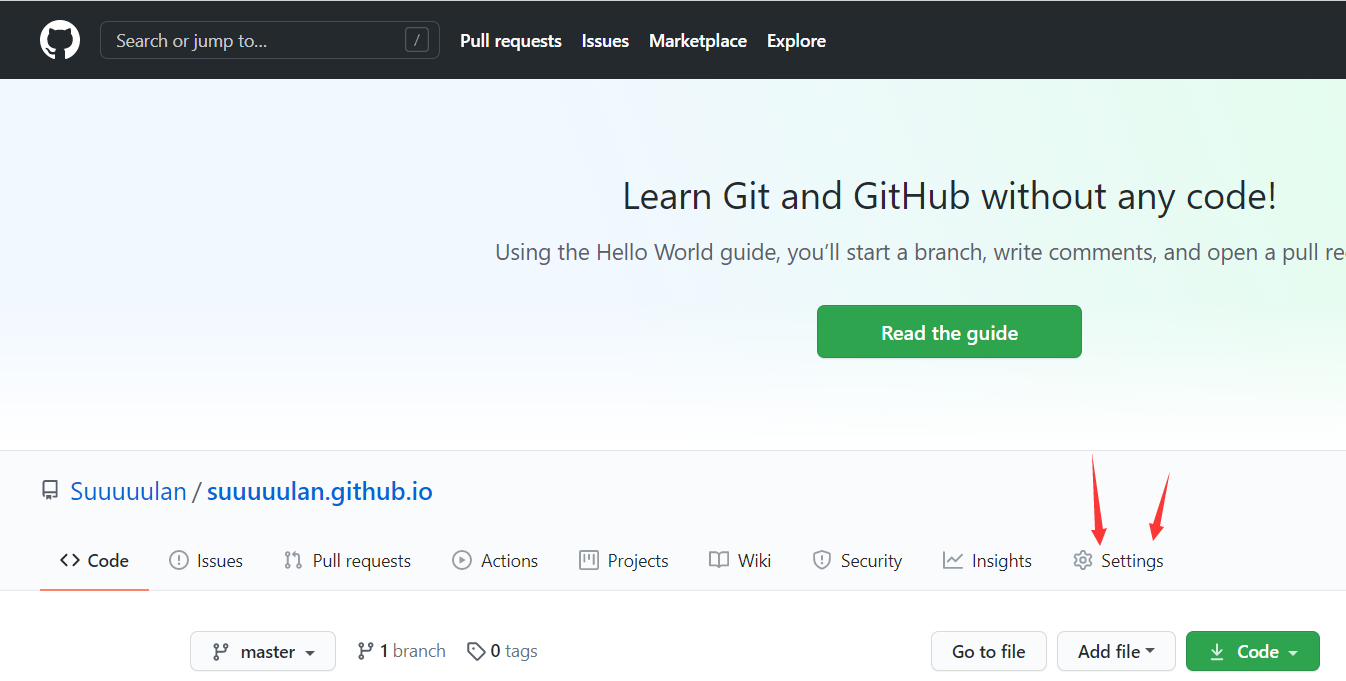 Search or jump to... /
Pull requests Issues Marketplace Explore
Learn Git and GitHub without any code!
Using the Hello World guide, you’ll start a branch, write comments, and open a pull re
Read the guide
Suuuuulan / suuuuulan.github.io
Code Issues Pull requests Actions Projects Wiki Security Insights Settings
master 1 branch 0 tags Go to file Add file Code